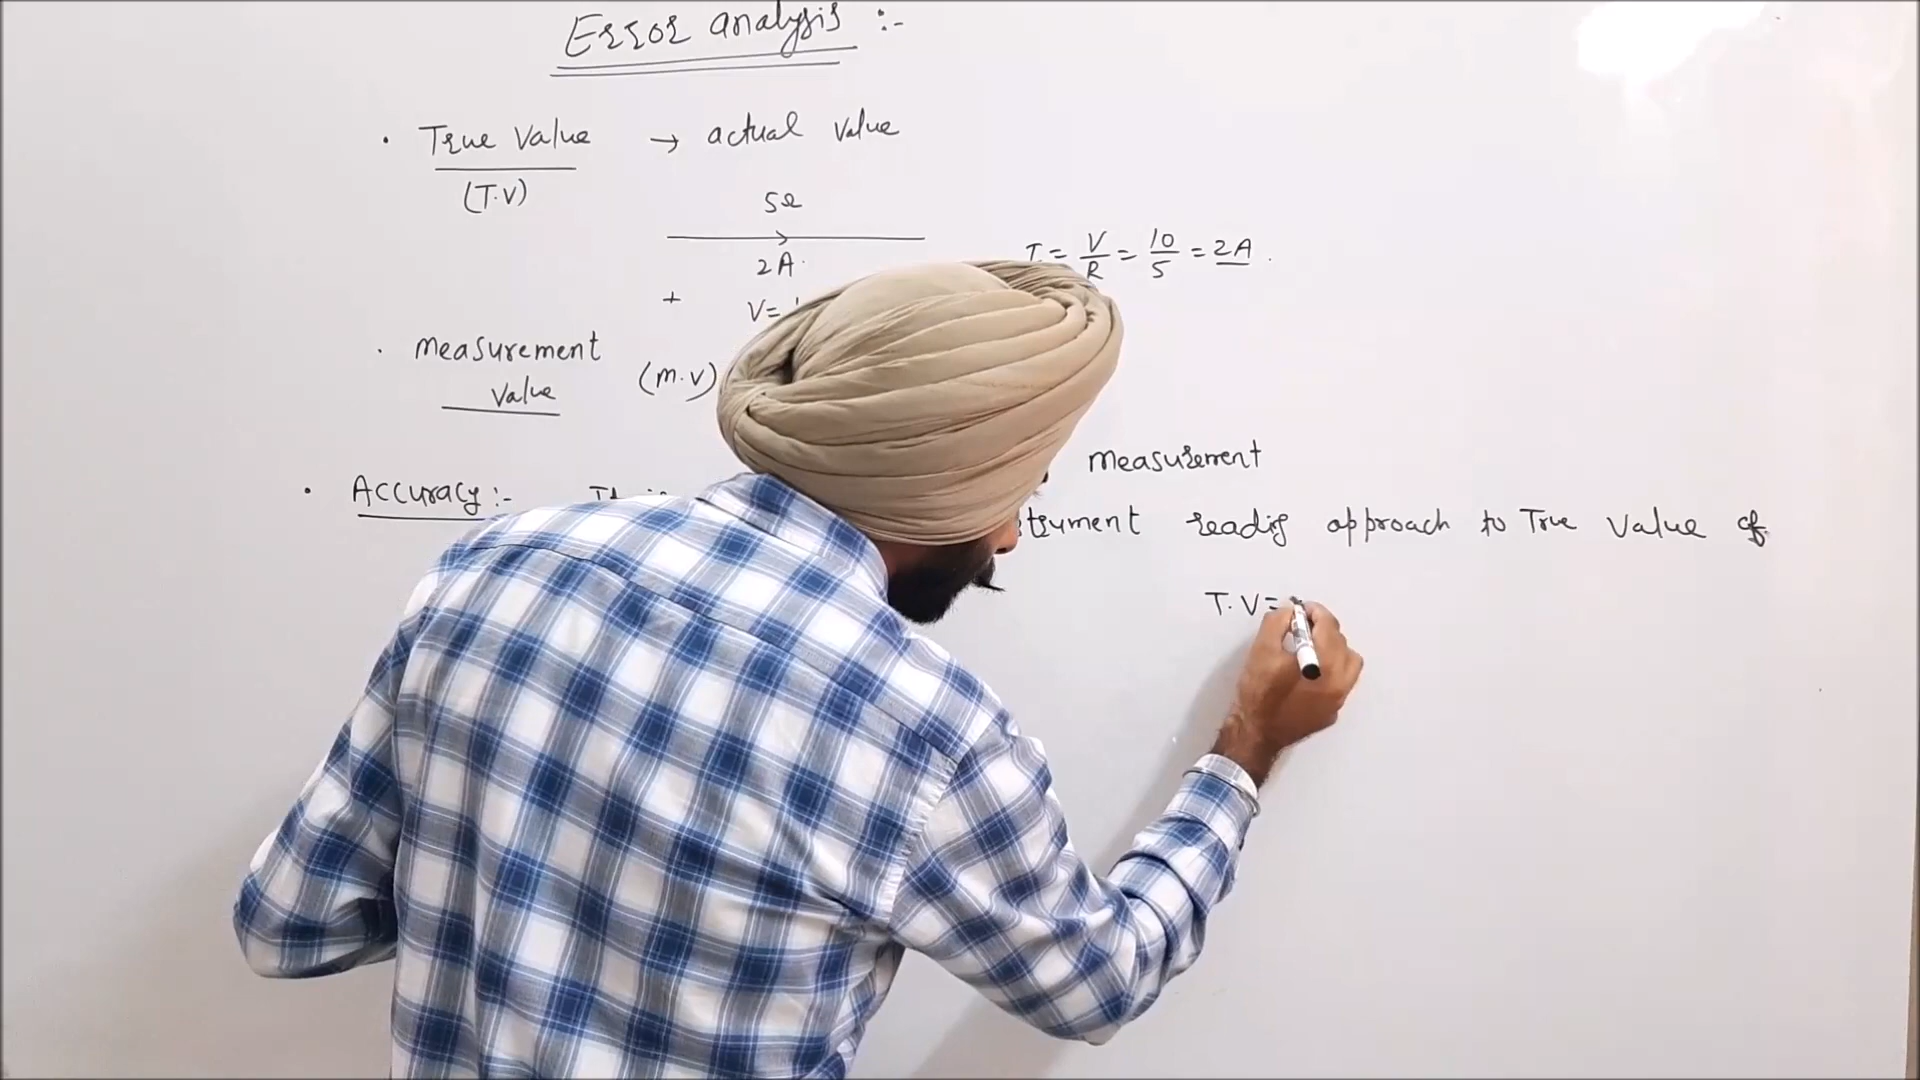 Error analysis :-
• True Value → actual value
(T.V)
5Ω
2A.
I = V/R = 10/5 = 2A.
+ V=
• Measurement
Value
(m.v)
measurement
• Accuracy :-
reading approach to True Value of
T.V=